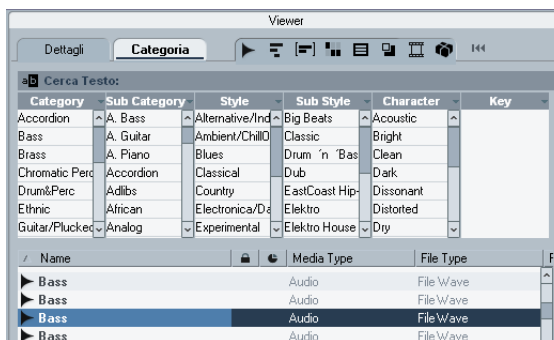 Viewer
Dettagli Categoria
ab Cerca Testo:
Category Sub Category Style Sub Style Character Key
Accordion A. Bass Alternative/Ind Big Beats Acoustic
Bass A. Guitar Ambient/ChillO Classic Bright
Brass A. Piano Blues Drum 'n 'Bas Clean
Chromatic Perc Accordion Classical Dub Dark
Drum&Perc Adlibs Country EastCoast Hip- Dissonant
Ethnic African Electronica/Da Elektro Distorted
Guitar/Plucked Analog Experimental Elektro House Dry
Name Media Type File Type F
Bass Audio File Wave
Bass Audio File Wave
Bass Audio File Wave
Bass Audio File Wave